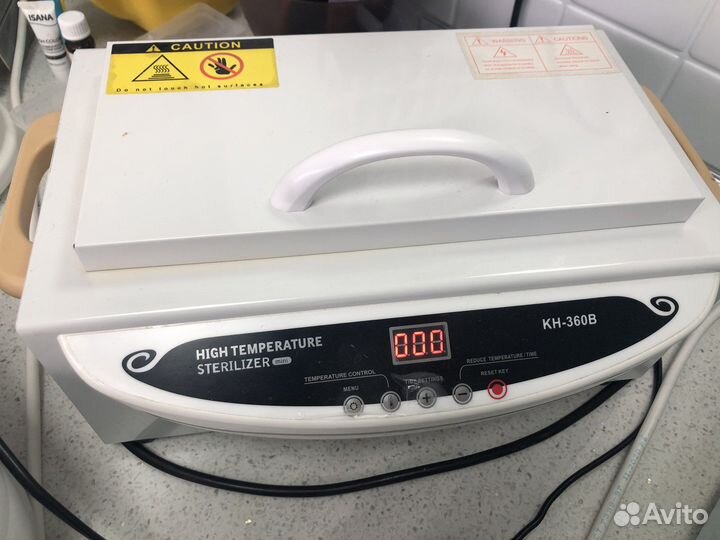 ISANA
CAUTION
Do not touch hot surfaces
WARNING
CAUTIONS
HIGH TEMPERATURE
STERILIZER mini
000
KH-360B
TEMPERATURE CONTROL
TIME SETTINGS
REDUCE TEMPERATURE/TIME
MENU
RESET KEY
Avito